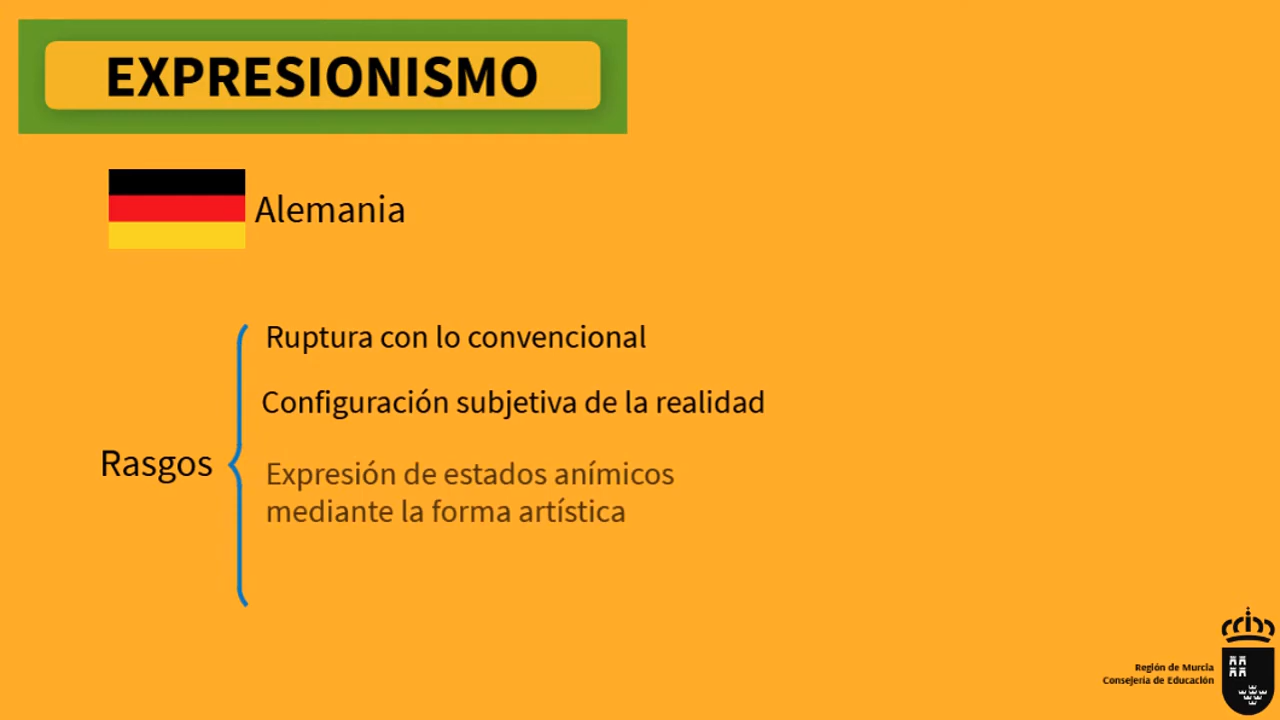 EXPRESIONISMO
Alemania
Ruptura con lo convencional
Configuración subjetiva de la realidad
Rasgos
Expresión de estados anímicos
mediante la forma artística
Región de Murcia
Consejería de Educación